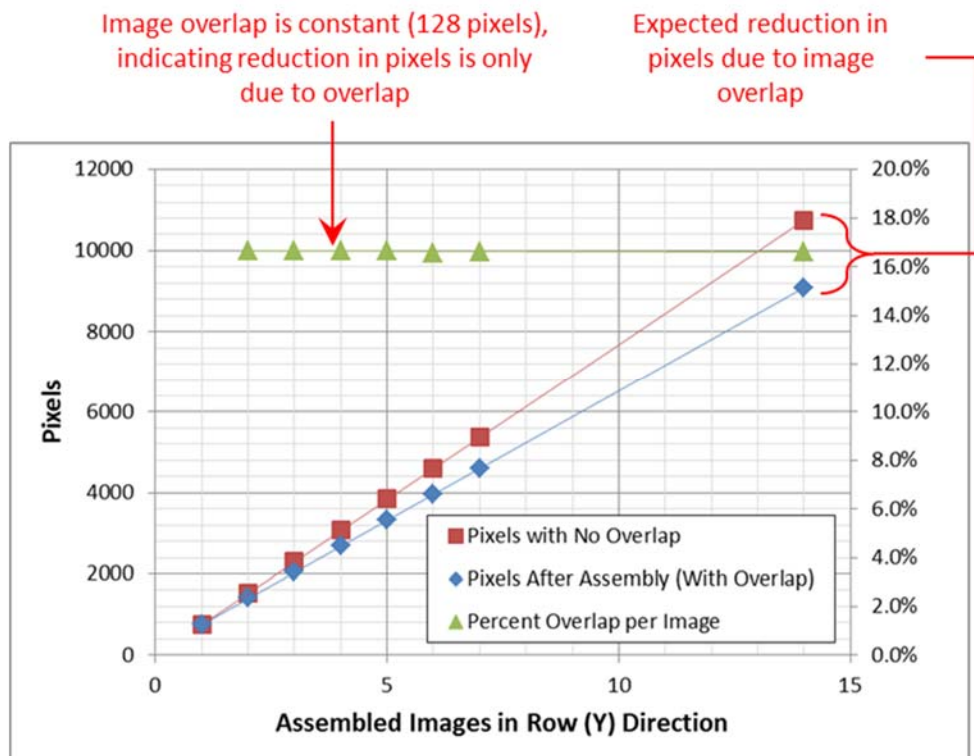 Image overlap is constant (128 pixels),
indicating reduction in pixels is only
due to overlap
Expected reduction in
pixels due to image
overlap
12000
10000
8000
6000
4000
2000
0
Pixels
20.0%
18.0%
16.0%
14.0%
12.0%
10.0%
8.0%
6.0%
4.0%
2.0%
0.0%
Pixels with No Overlap
Pixels After Assembly (With Overlap)
Percent Overlap per Image
0
5
10
15
Assembled Images in Row (Y) Direction